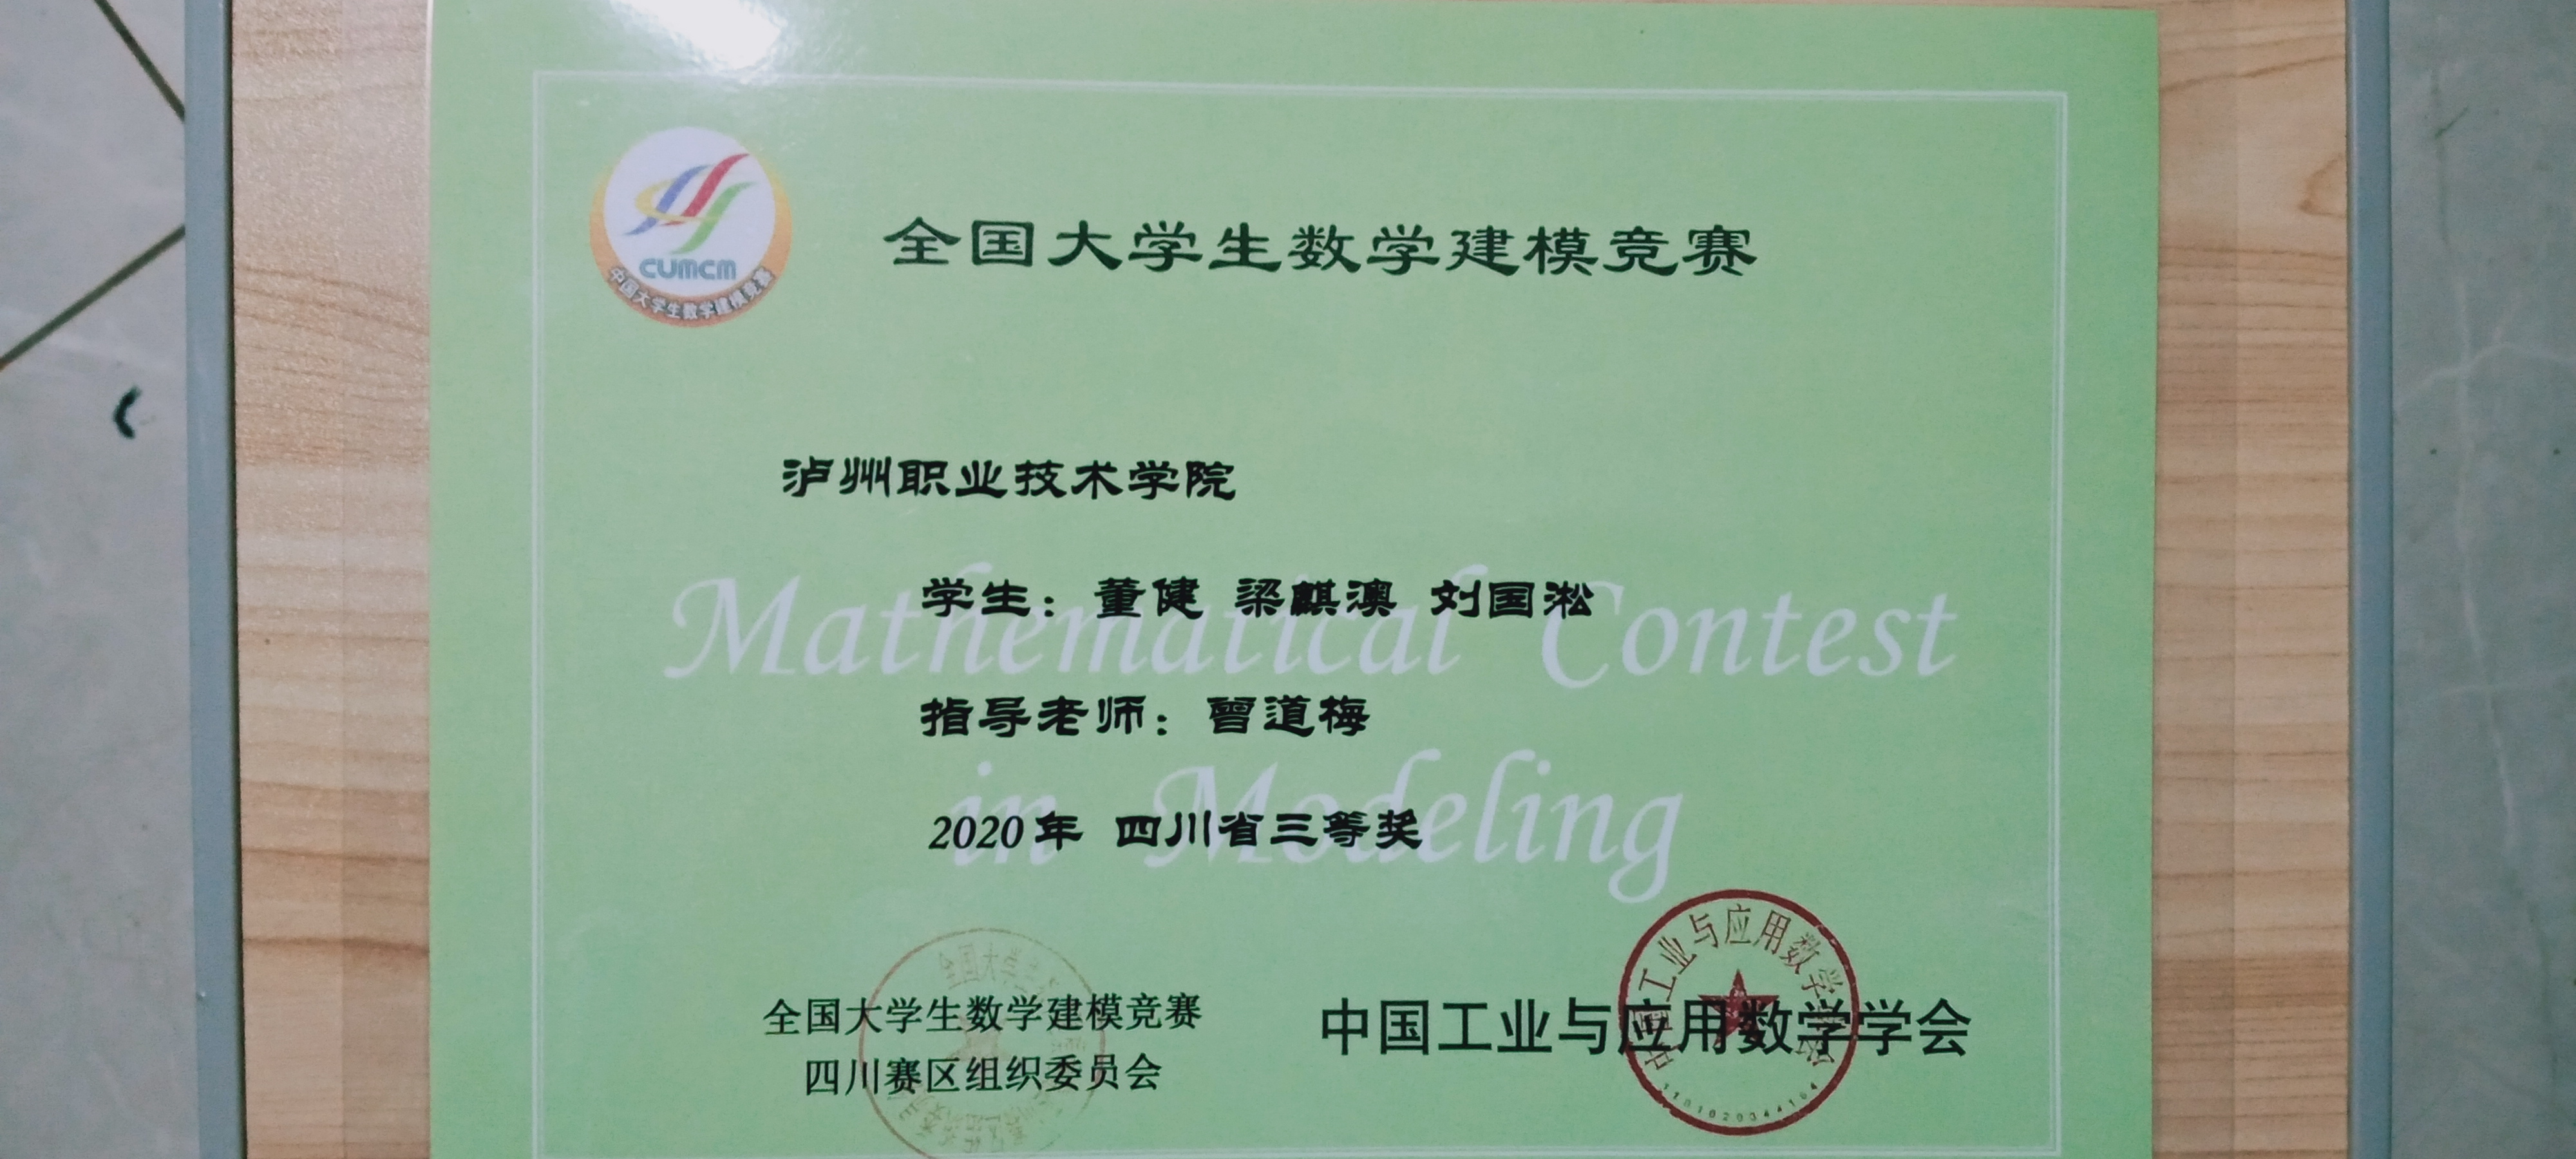 CUMCM
中国大学生数学建模竞赛
全国大学生数学建模竞赛
泸州职业技术学院
Mathematical Contest
学生：董健 梁麒澳 刘国淞
指导老师：曾道梅
in Modeling
2020年 四川省三等奖
全国大学生数学建模竞赛
四川赛区组织委员会
中国工业与应用数学学会
中国工业与应用数学学会